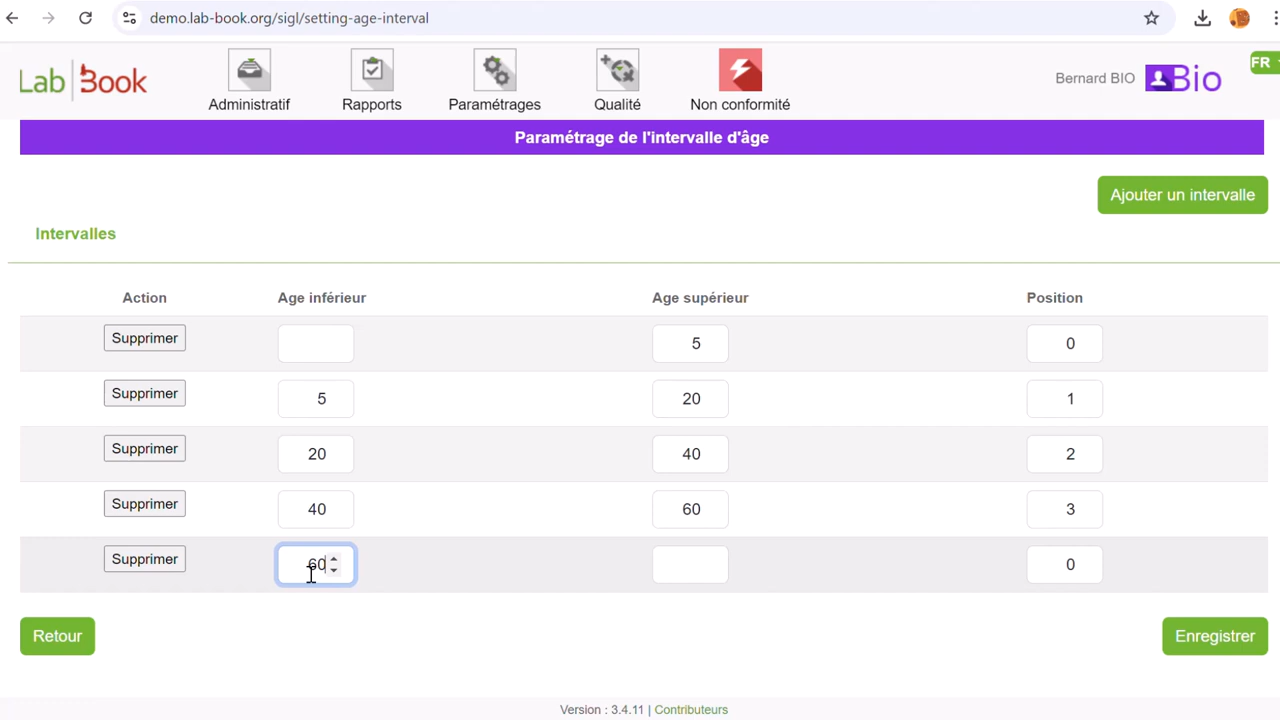 demo.lab-book.org/sigl/setting-age-interval
Lab Book
Administratif
Rapports
Paramétrages
Qualité
Non conformité
Bernard BIO
Bio
FR
Paramétrage de l'intervalle d'âge
Ajouter un intervalle
Intervalles
Action Age inférieur Age supérieur Position
Supprimer 5 0
Supprimer 5 20 1
Supprimer 20 40 2
Supprimer 40 60 3
Supprimer 60 0
Retour Enregistrer
Version : 3.4.11 | Contributeurs